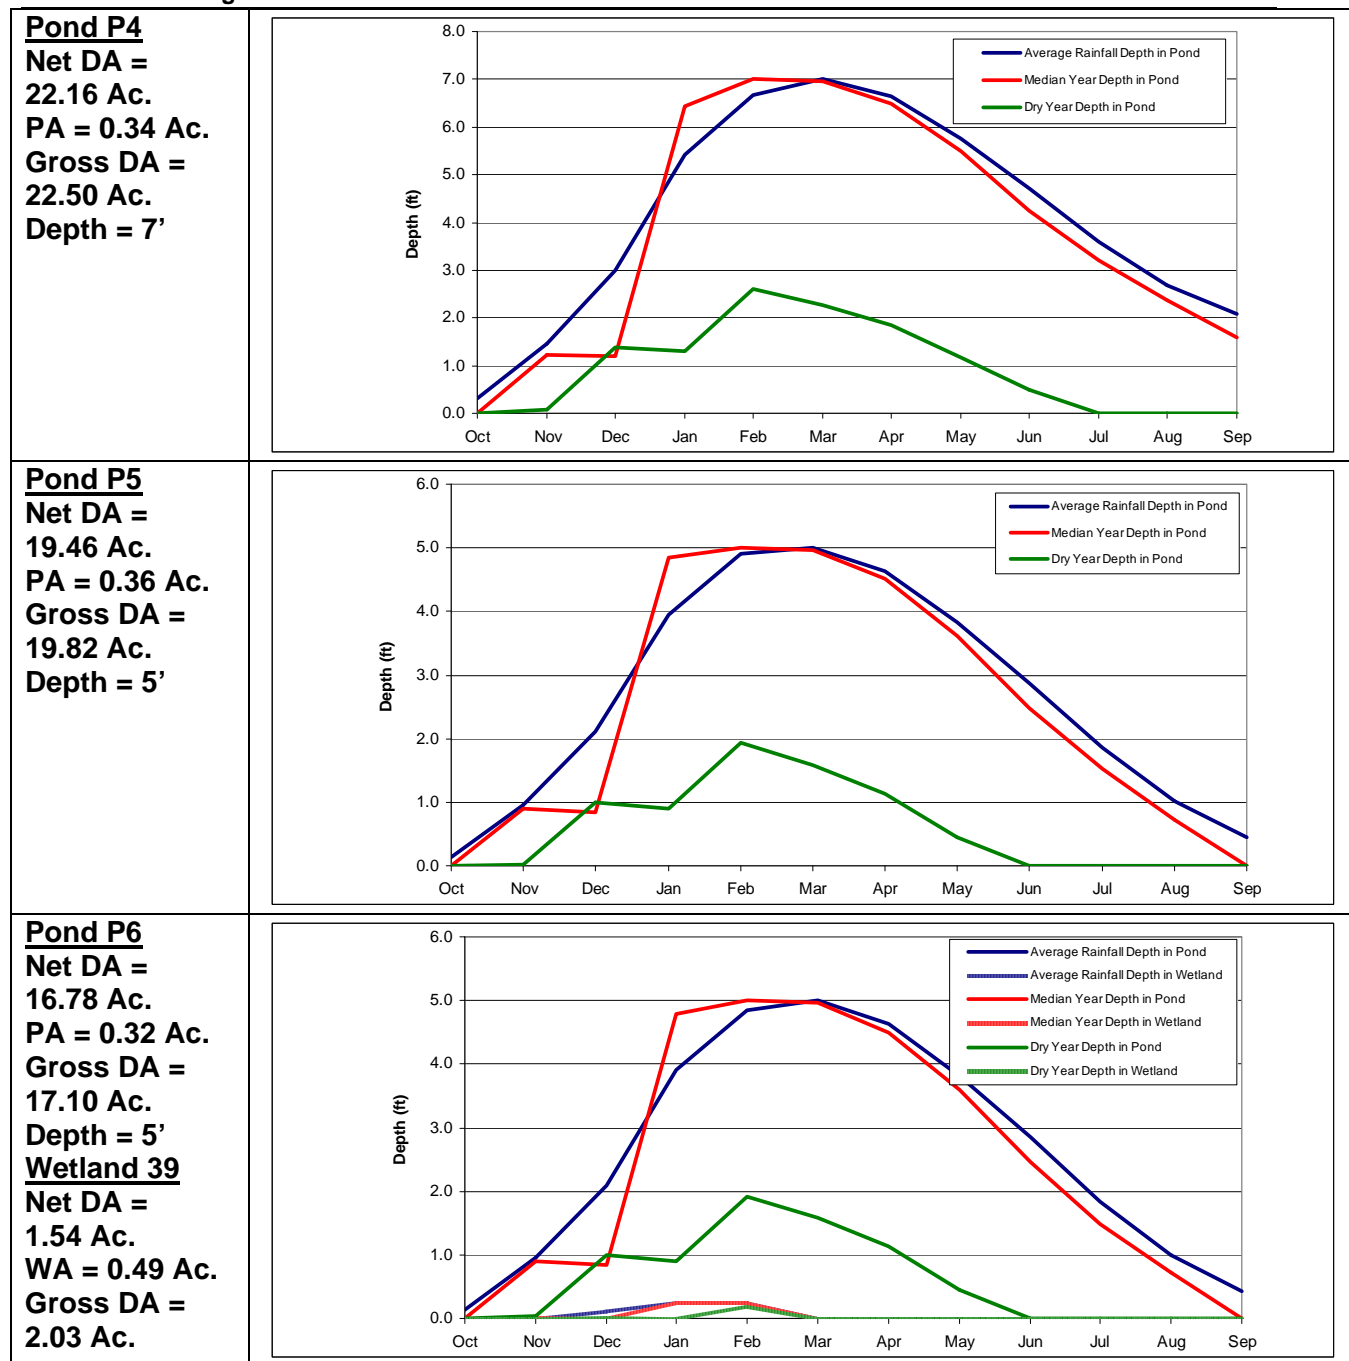 Pond P4
Net DA =
22.16 Ac.
PA = 0.34 Ac.
Gross DA =
22.50 Ac.
Depth = 7’
8.0
7.0
6.0
5.0
4.0
3.0
2.0
1.0
0.0
Depth (ft)
Average Rainfall Depth in Pond
Median Year Depth in Pond
Dry Year Depth in Pond
Oct Nov Dec Jan Feb Mar Apr May Jun Jul Aug Sep
Pond P5
Net DA =
19.46 Ac.
PA = 0.36 Ac.
Gross DA =
19.82 Ac.
Depth = 5’
6.0
5.0
4.0
3.0
2.0
1.0
0.0
Depth (ft)
Average Rainfall Depth in Pond
Median Year Depth in Pond
Dry Year Depth in Pond
Oct Nov Dec Jan Feb Mar Apr May Jun Jul Aug Sep
Pond P6
Net DA =
16.78 Ac.
PA = 0.32 Ac.
Gross DA =
17.10 Ac.
Depth = 5’
Wetland 39
Net DA =
1.54 Ac.
WA = 0.49 Ac.
Gross DA =
2.03 Ac.
6.0
5.0
4.0
3.0
2.0
1.0
0.0
Depth (ft)
Average Rainfall Depth in Pond
Average Rainfall Depth in Wetland
Median Year Depth in Pond
Median Year Depth in Wetland
Dry Year Depth in Pond
Dry Year Depth in Wetland
Oct Nov Dec Jan Feb Mar Apr May Jun Jul Aug Sep